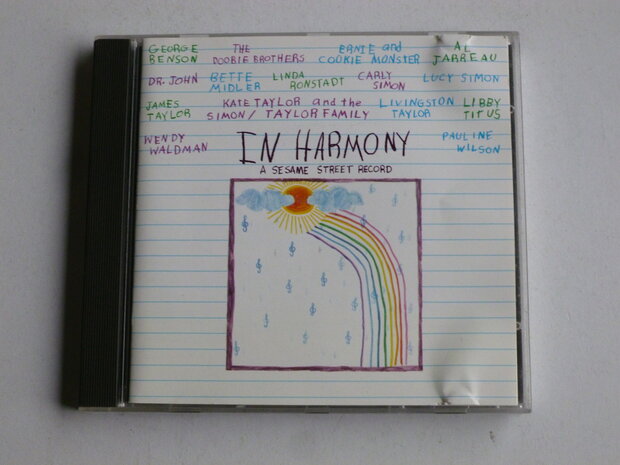 GEORGE BENSON THE DOOBIE BROTHERS ERNIE and COOKIE MONSTER AL JARREAU
DR. JOHN BETTE MIDLER LINDA RONSTADT CARLY SIMON LUCY SIMON
JAMES TAYLOR KATE TAYLOR and the SIMON/TAYLOR FAMILY LIVINGSTON TAYLOR LIBBY TITUS
WENDY WALDMAN PAULINE WILSON
IN HARMONY
A SESAME STREET RECORD